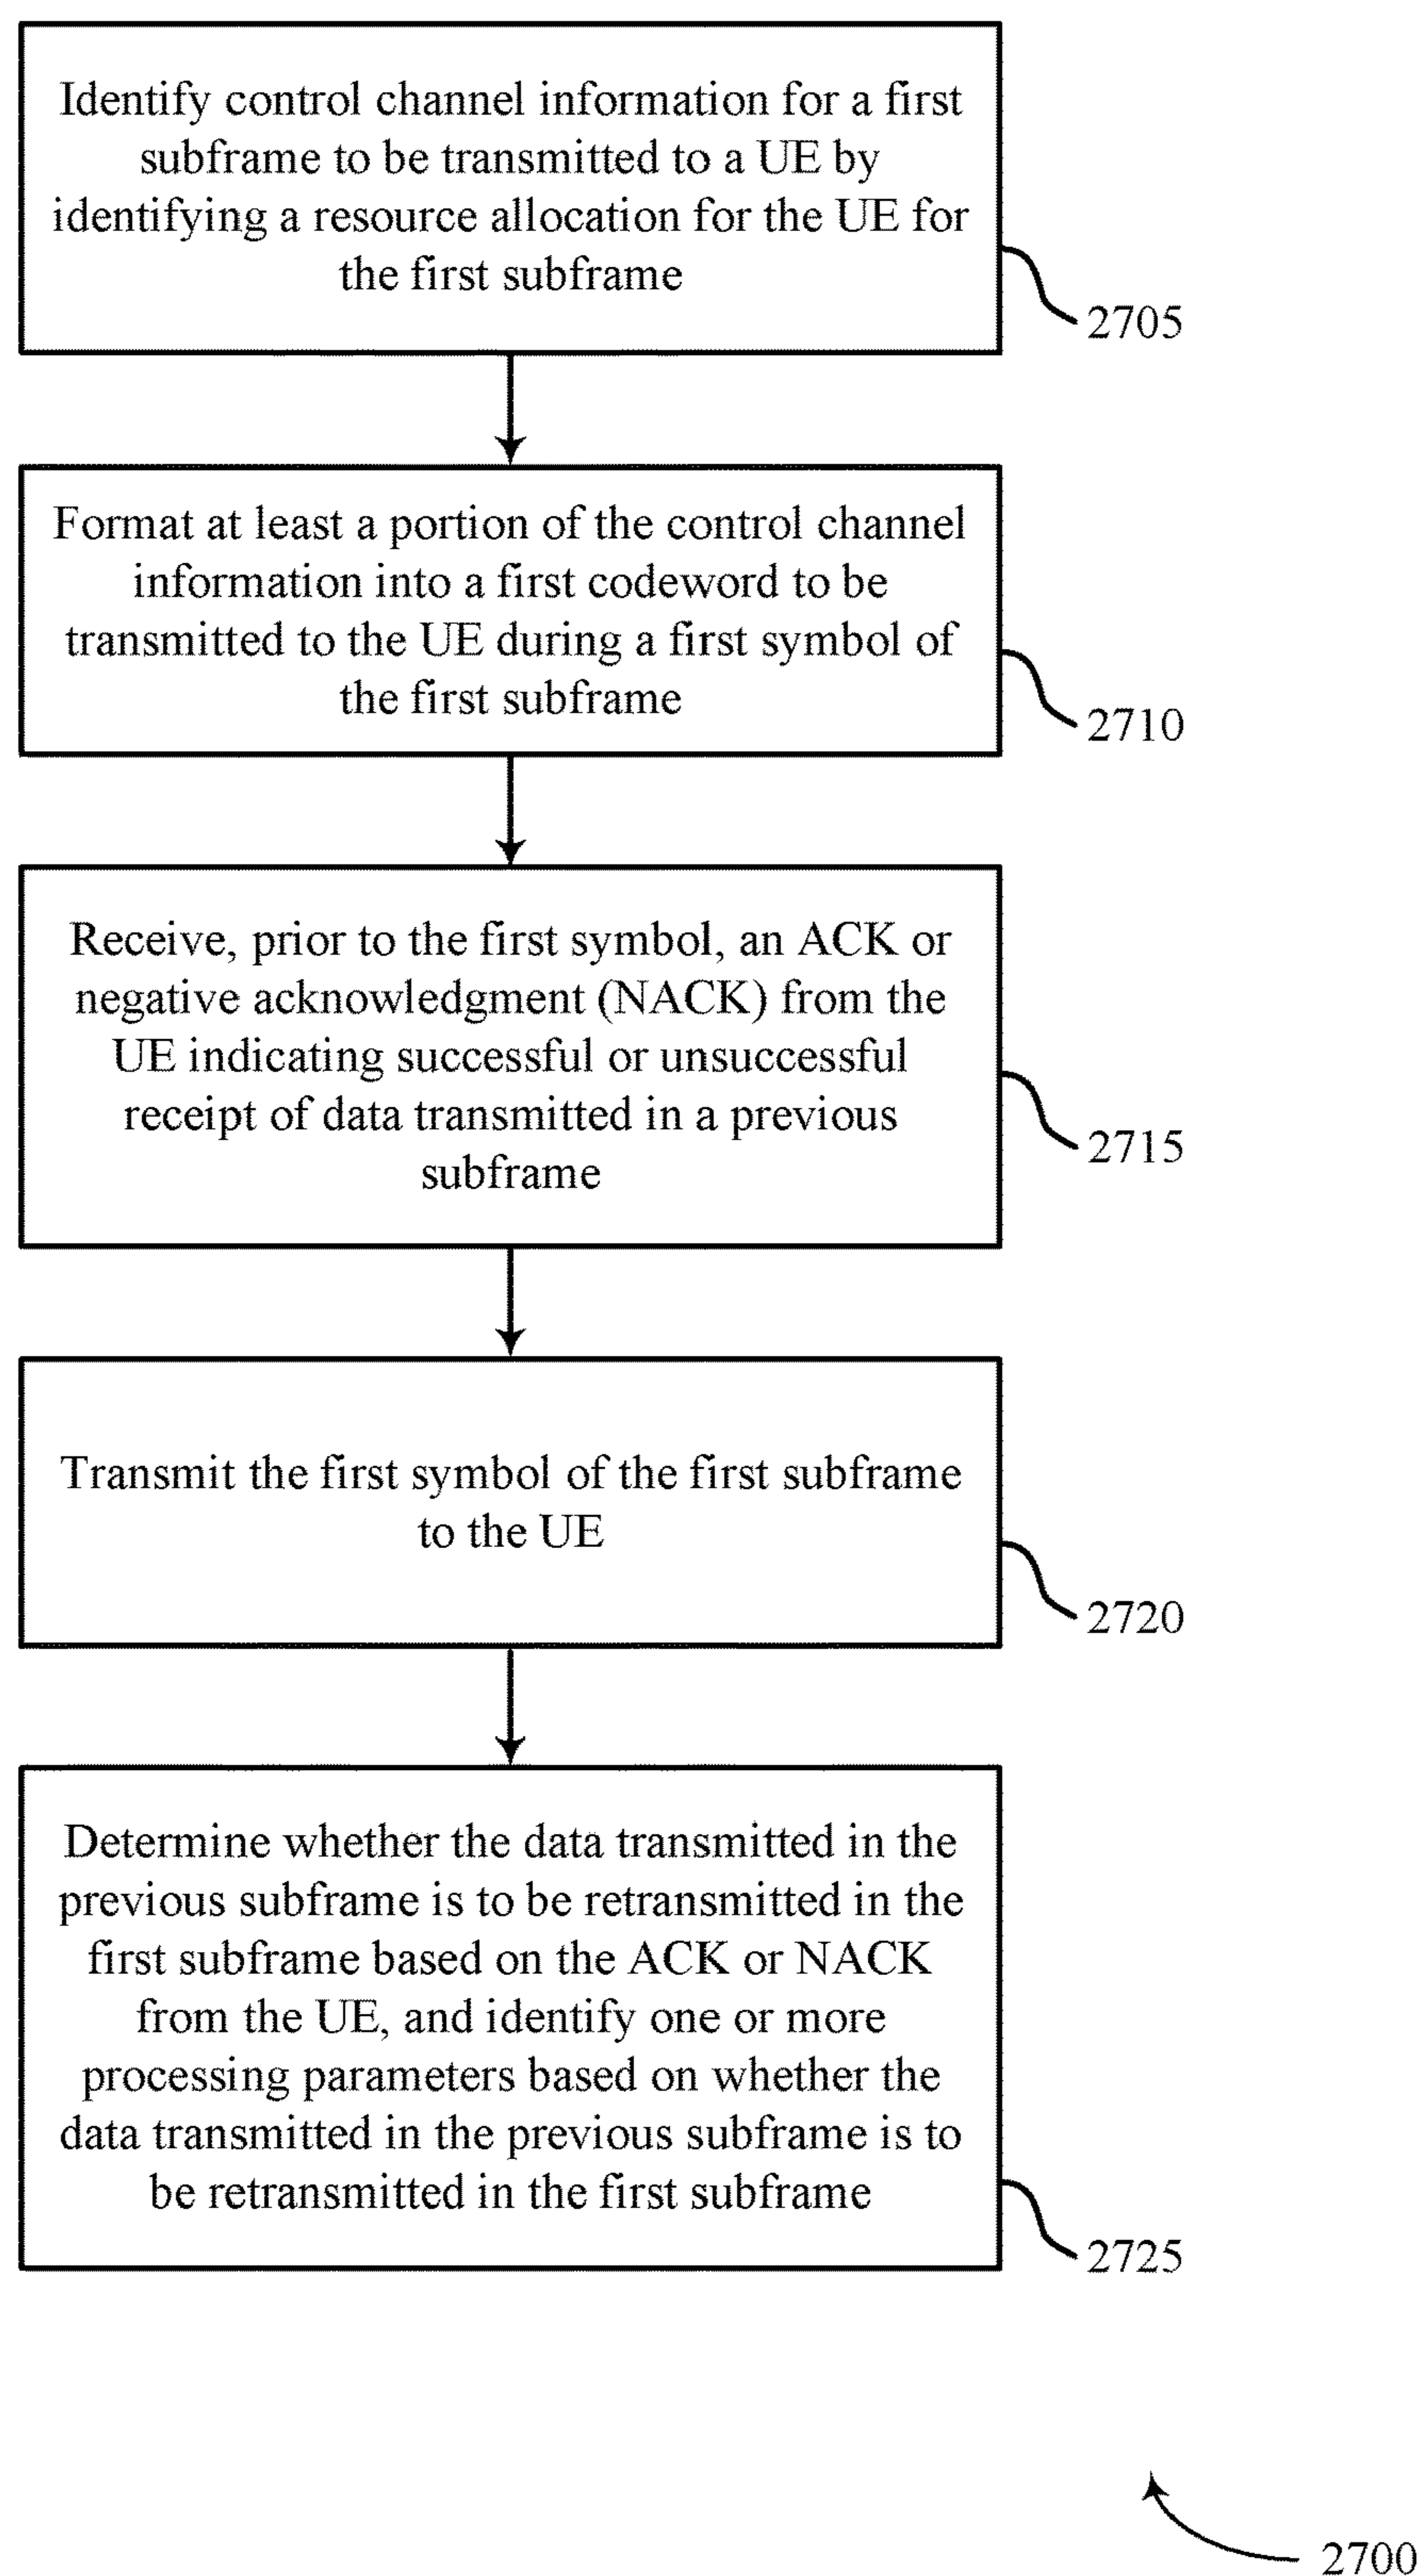 Identify control channel information for a first
subframe to be transmitted to a UE by
identifying a resource allocation for the UE for
the first subframe
2705
Format at least a portion of the control channel
information into a first codeword to be
transmitted to the UE during a first symbol of
the first subframe
2710
Receive, prior to the first symbol, an ACK or
negative acknowledgment (NACK) from the
UE indicating successful or unsuccessful
receipt of data transmitted in a previous
subframe
2715
Transmit the first symbol of the first subframe
to the UE
2720
Determine whether the data transmitted in the
previous subframe is to be retransmitted in the
first subframe based on the ACK or NACK
from the UE, and identify one or more
processing parameters based on whether the
data transmitted in the previous subframe is to
be retransmitted in the first subframe
2725
2700